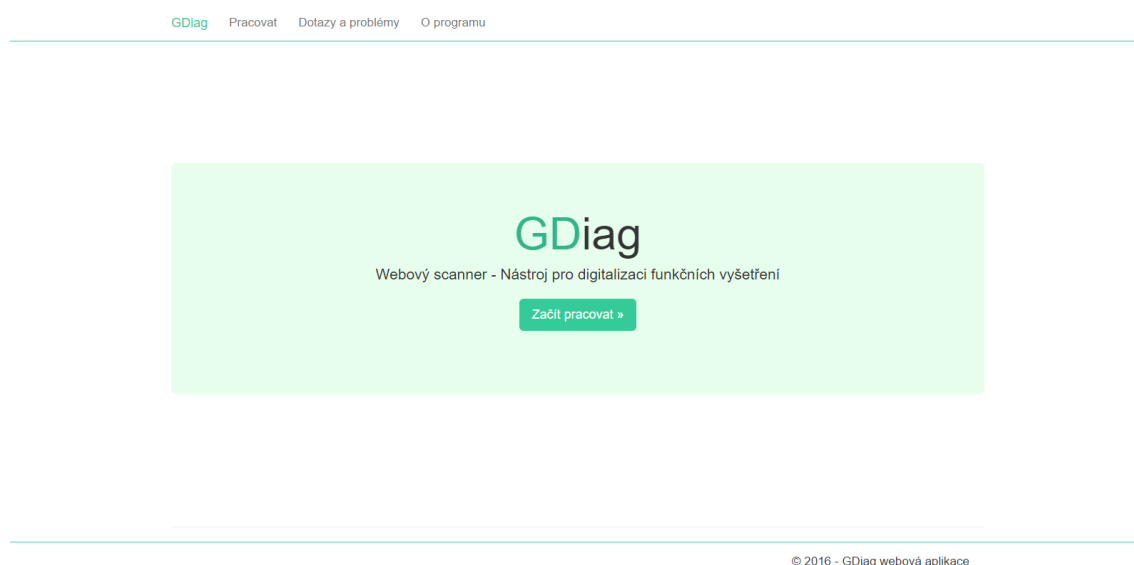 GDiag Pracovat Dotazy a problémy O programu
GDiag
Webový scanner - Nástroj pro digitalizaci funkčních vyšetření
Začít pracovat »
© 2016 - GDiag webová aplikace